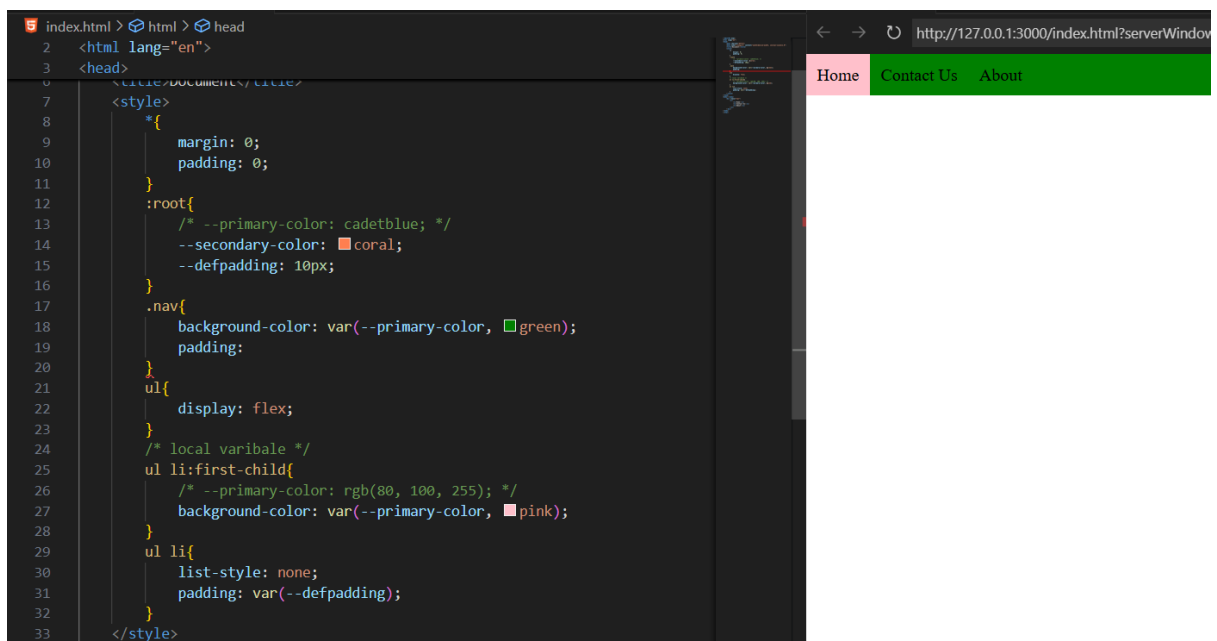 index.html > html > head
2 <html lang="en">
3 <head>
6 <title>Document</title>
7 <style>
8 *{
9 margin: 0;
10 padding: 0;
11 }
12 :root{
13 /* --primary-color: cadetblue; */
14 --secondary-color: coral;
15 --defpadding: 10px;
16 }
17 .nav{
18 background-color: var(--primary-color, green);
19 padding:
20 }
21 ul{
22 display: flex;
23 }
24 /* local varibale */
25 ul li:first-child{
26 /* --primary-color: rgb(80, 100, 255); */
27 background-color: var(--primary-color, pink);
28 }
29 ul li{
30 list-style: none;
31 padding: var(--defpadding);
32 }
33 </style>
http://127.0.0.1:3000/index.html?serverWindow
Home Contact Us About